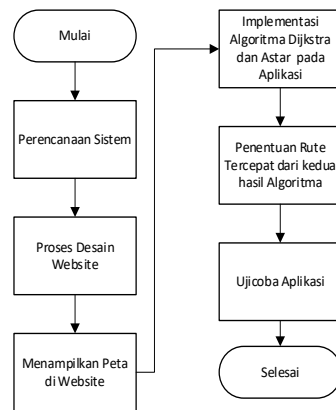 Mulai
Perencanaan Sistem
Proses Desain
Website
Menampilkan Peta
di Website
Implementasi
Algoritma Dijkstra
dan Astar pada
Aplikasi
Penentuan Rute
Tercepat dari kedua
hasil Algoritma
Ujicoba Aplikasi
Selesai